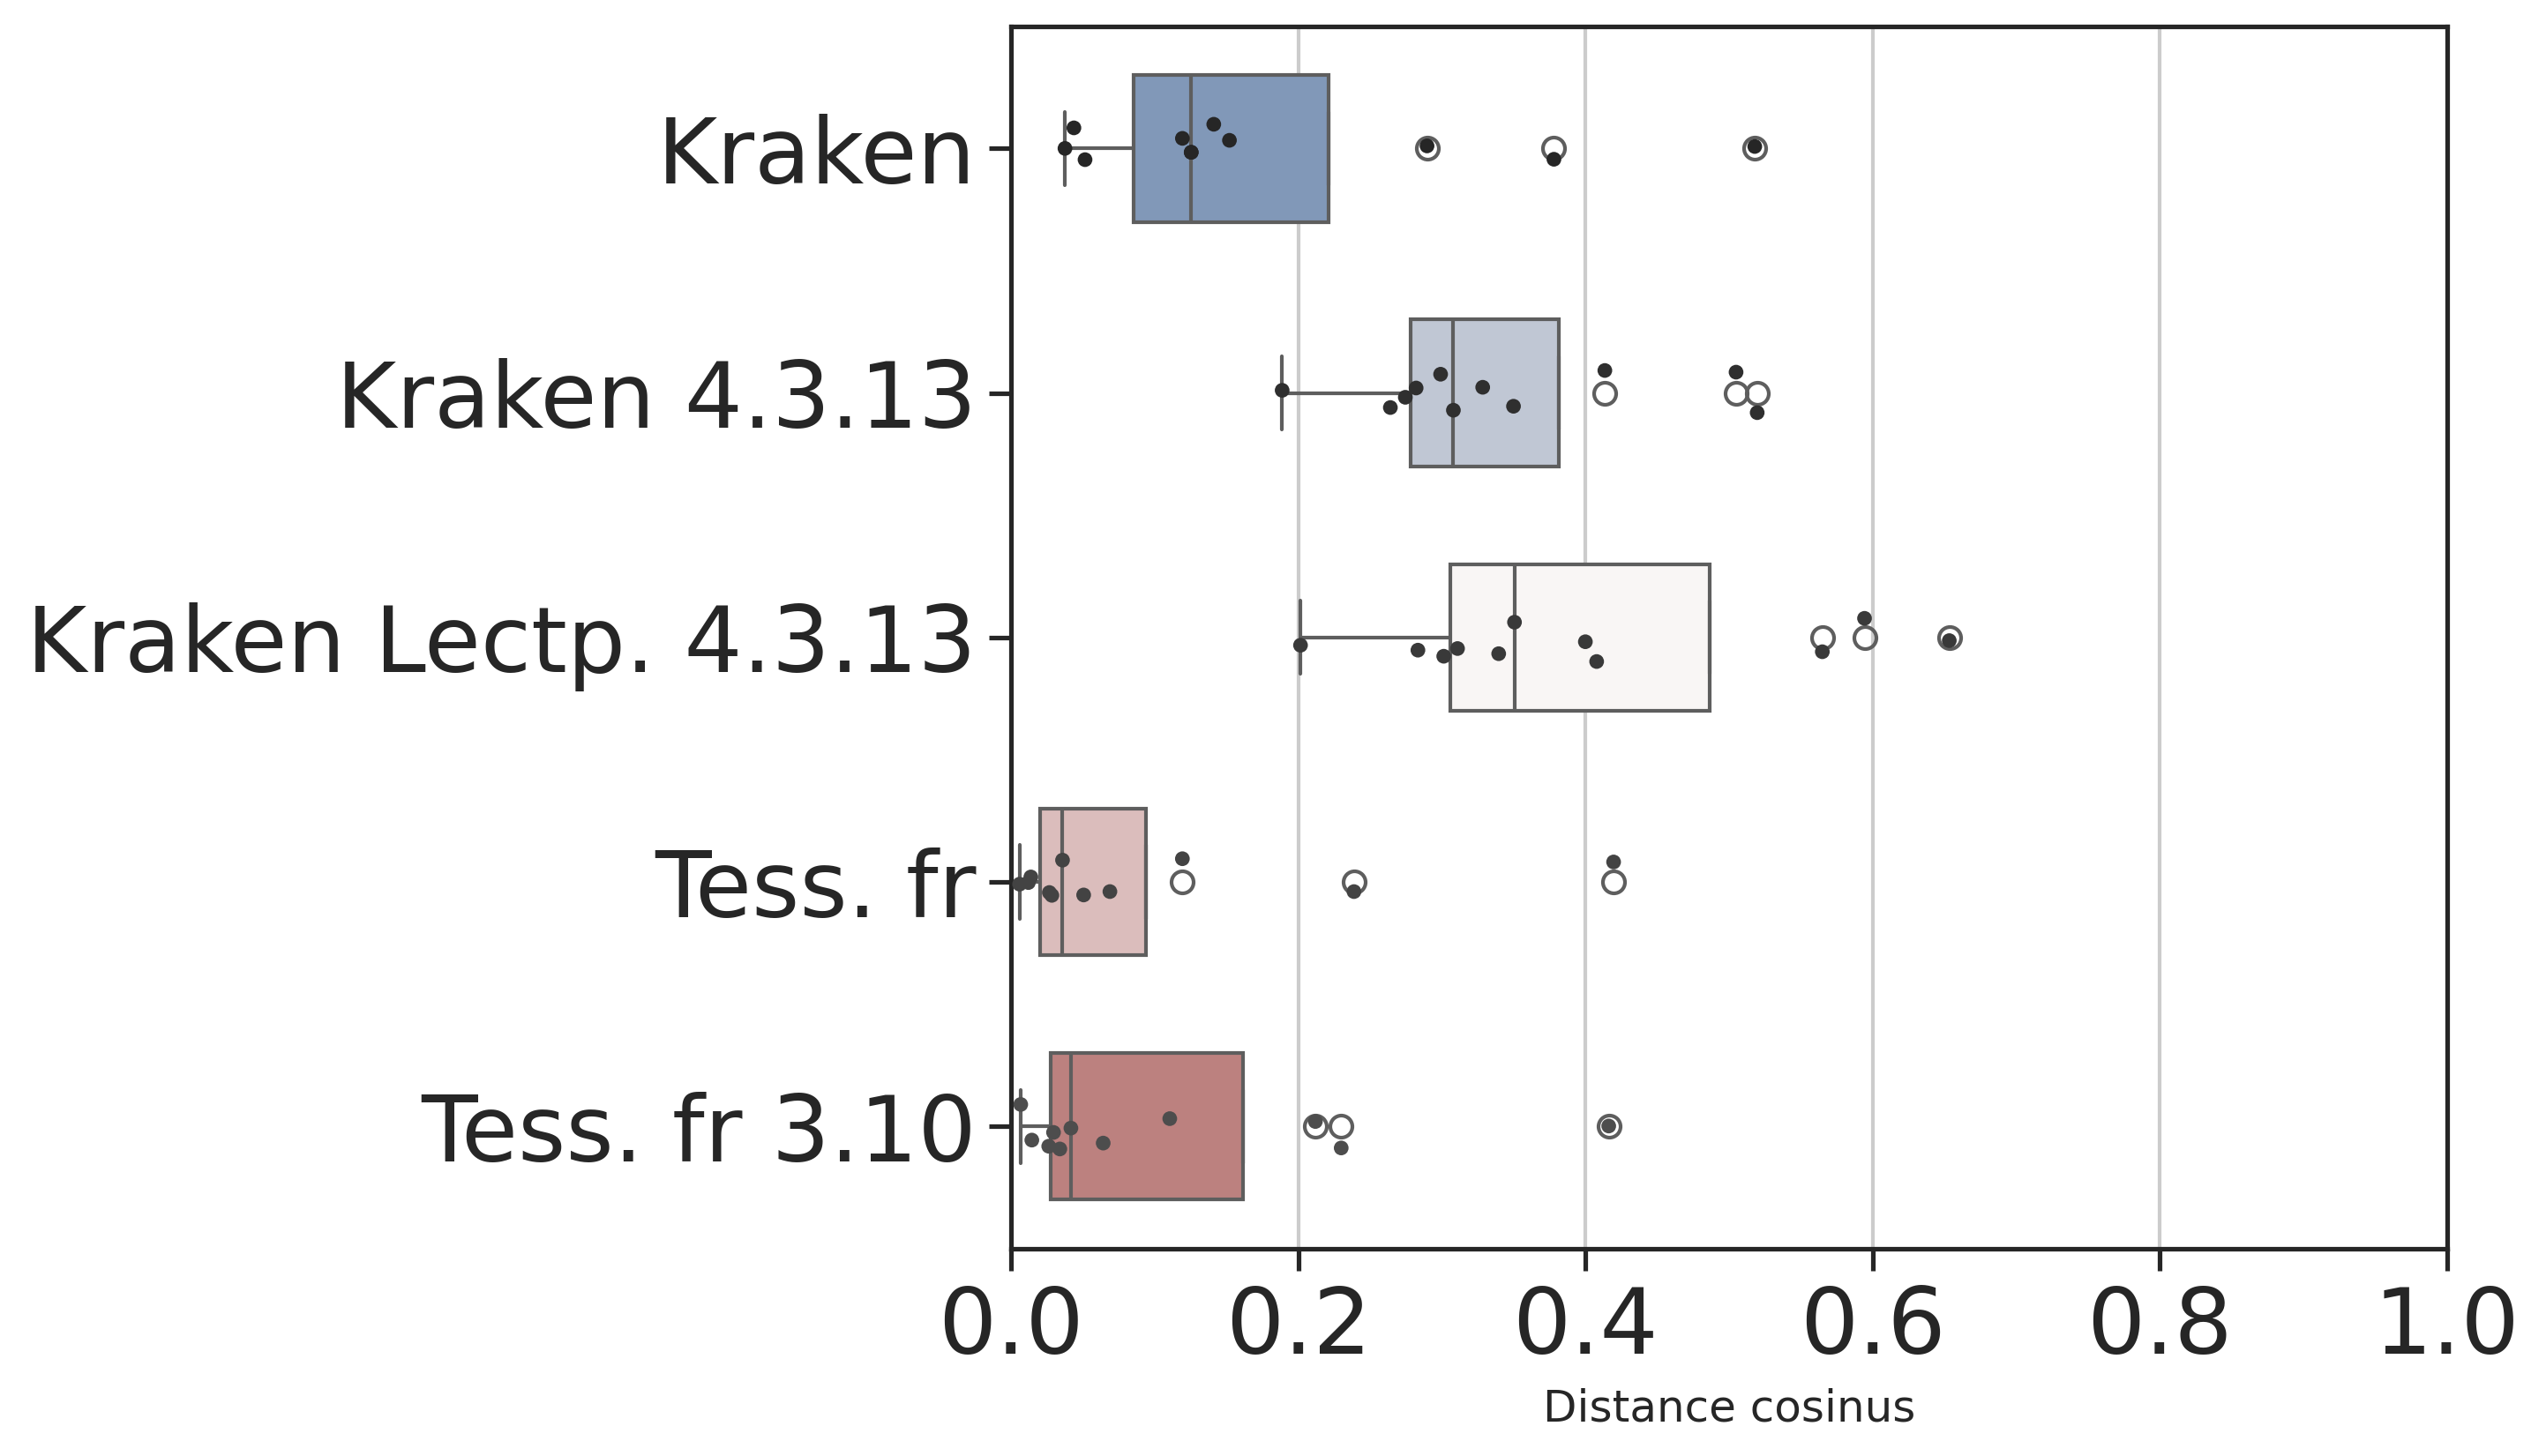 Kraken
Kraken 4.3.13
Kraken Lectp. 4.3.13
Tess. fr
Tess. fr 3.10
0.0 0.2 0.4 0.6 0.8 1.0
Distance cosinus